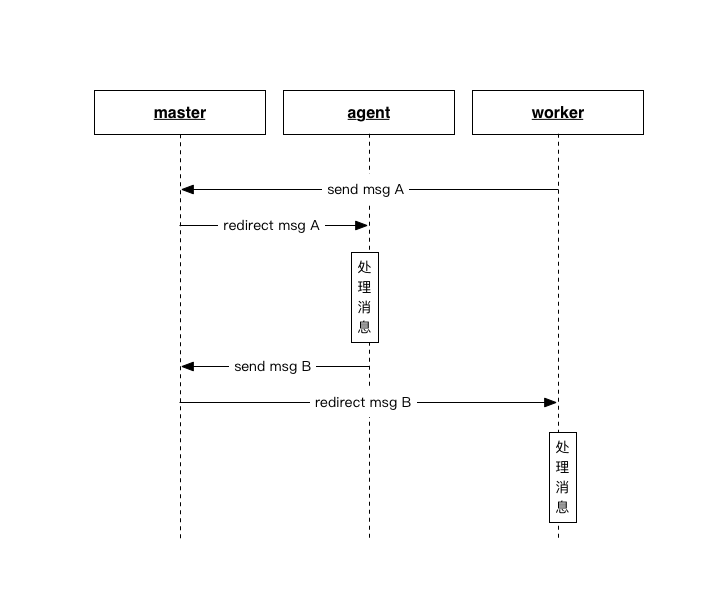 master
agent
worker
send msg A
redirect msg A
处
理
消
息
send msg B
redirect msg B
处
理
消
息